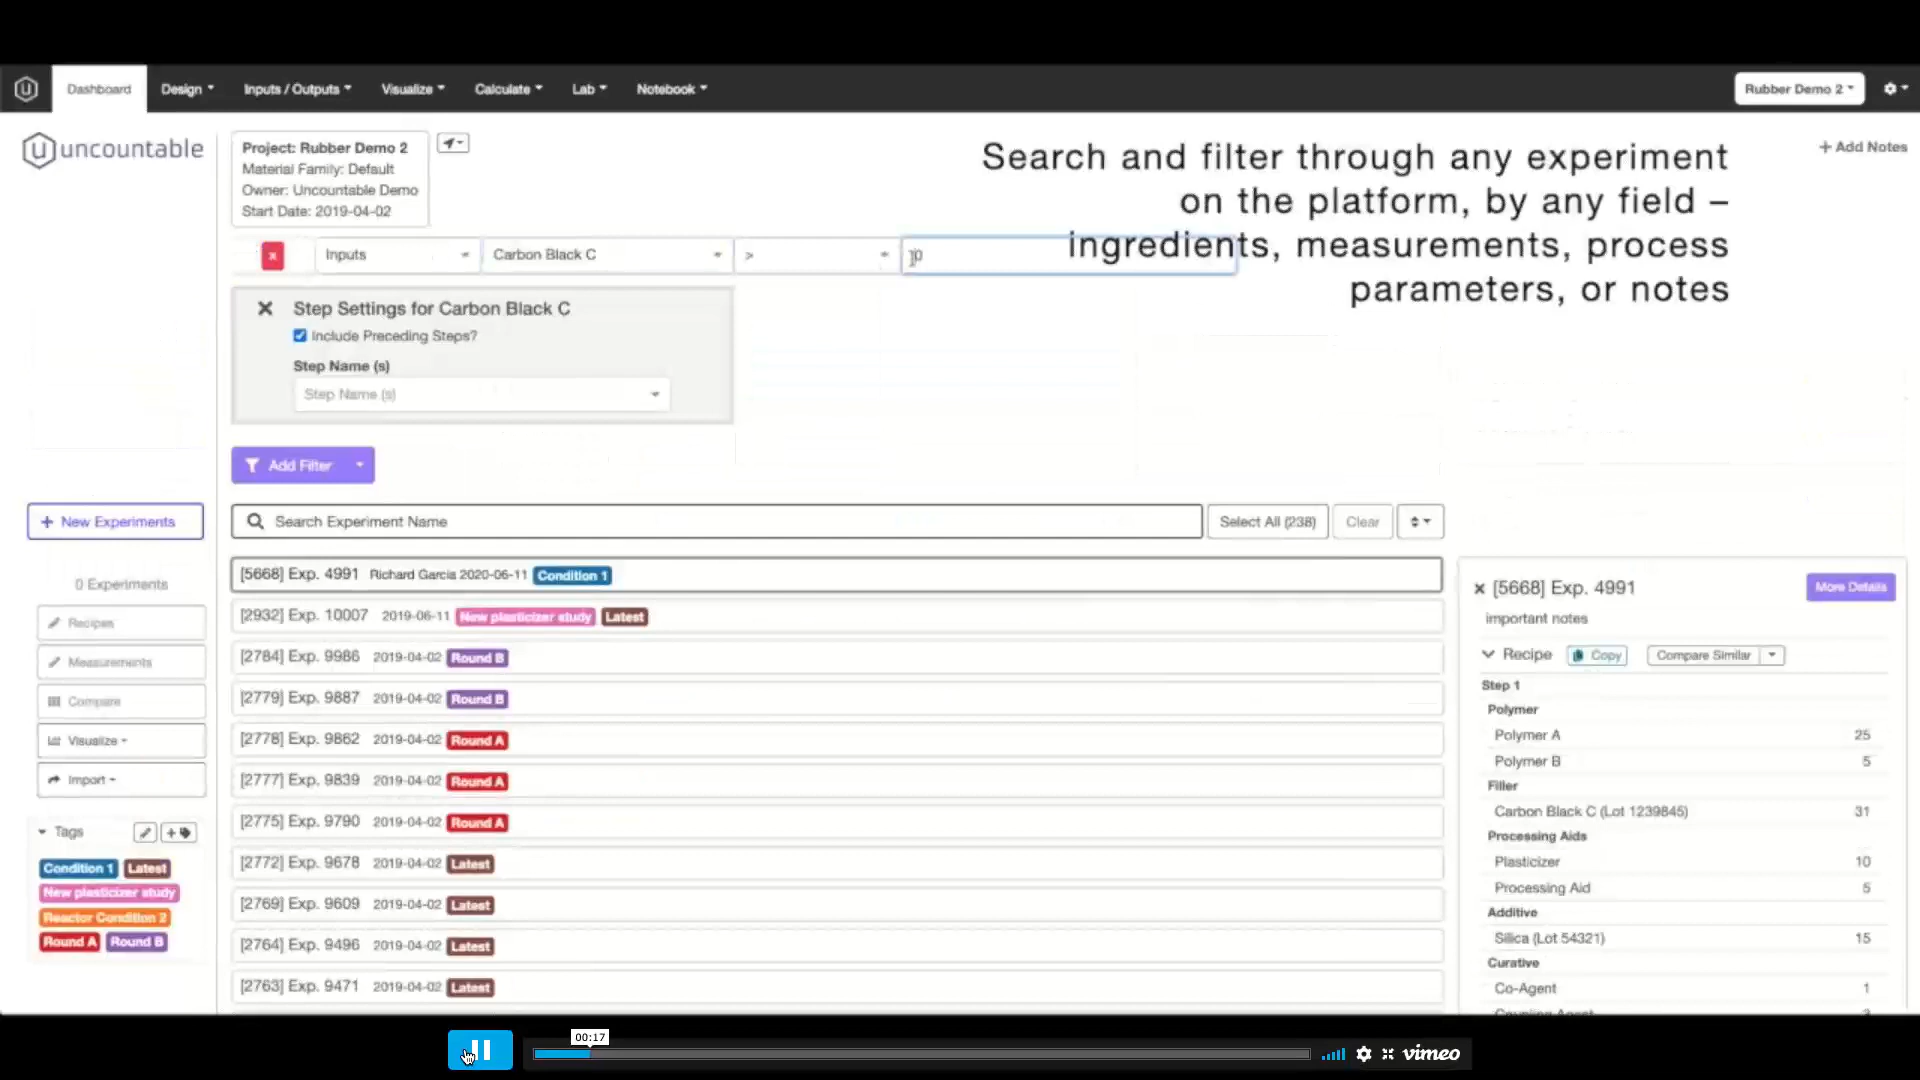 Dashboard Design Inputs / Outputs Visualize Calculate Lab Notebook Rubber Demo 2
uncountable
Project: Rubber Demo 2
Material Family: Default
Owner: Uncountable Demo
Start Date: 2019-04-02
+ Add Notes
Search and filter through any experiment
on the platform, by any field –
ingredients, measurements, process
parameters, or notes
x Inputs Carbon Black C >
Step Settings for Carbon Black C
Include Preceding Steps?
Step Name (s)
Step Name (s)
Add Filter
+ New Experiments
Search Experiment Name Select All (238) Clear
0 Experiments
Recipes
Measurements
Compare
Visualize
Import
Tags
Condition 1 Latest
New plasticizer study
Reactor Condition 2
Round A Round B
[5668] Exp. 4991 Richard Garcia 2020-06-11 Condition 1
[2932] Exp. 10007 2019-06-11 New plasticizer study Latest
[2784] Exp. 9986 2019-04-02 Round B
[2779] Exp. 9887 2019-04-02 Round B
[2778] Exp. 9862 2019-04-02 Round A
[2777] Exp. 9839 2019-04-02 Round A
[2775] Exp. 9790 2019-04-02 Round A
[2772] Exp. 9678 2019-04-02 Latest
[2769] Exp. 9609 2019-04-02 Latest
[2764] Exp. 9496 2019-04-02 Latest
[2763] Exp. 9471 2019-04-02 Latest
x [5668] Exp. 4991 More Details
important notes
Recipe Copy Compare Similar
Step 1
Polymer
Polymer A 25
Polymer B 5
Filler
Carbon Black C (Lot 1239845) 31
Processing Aids
Plasticizer 10
Processing Aid 5
Additive
Silica (Lot 54321) 15
Curative
Co-Agent 1
00:17
vimeo